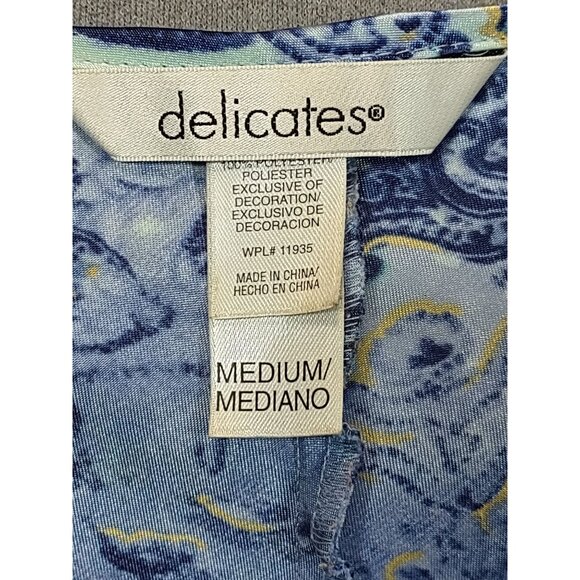 delicates®
100% POLYESTER/
POLIESTER
EXCLUSIVE OF
DECORATION/
EXCLUSIVO DE
DECORACION
WPL# 11935
MADE IN CHINA/
HECHO EN CHINA
MEDIUM/
MEDIANO